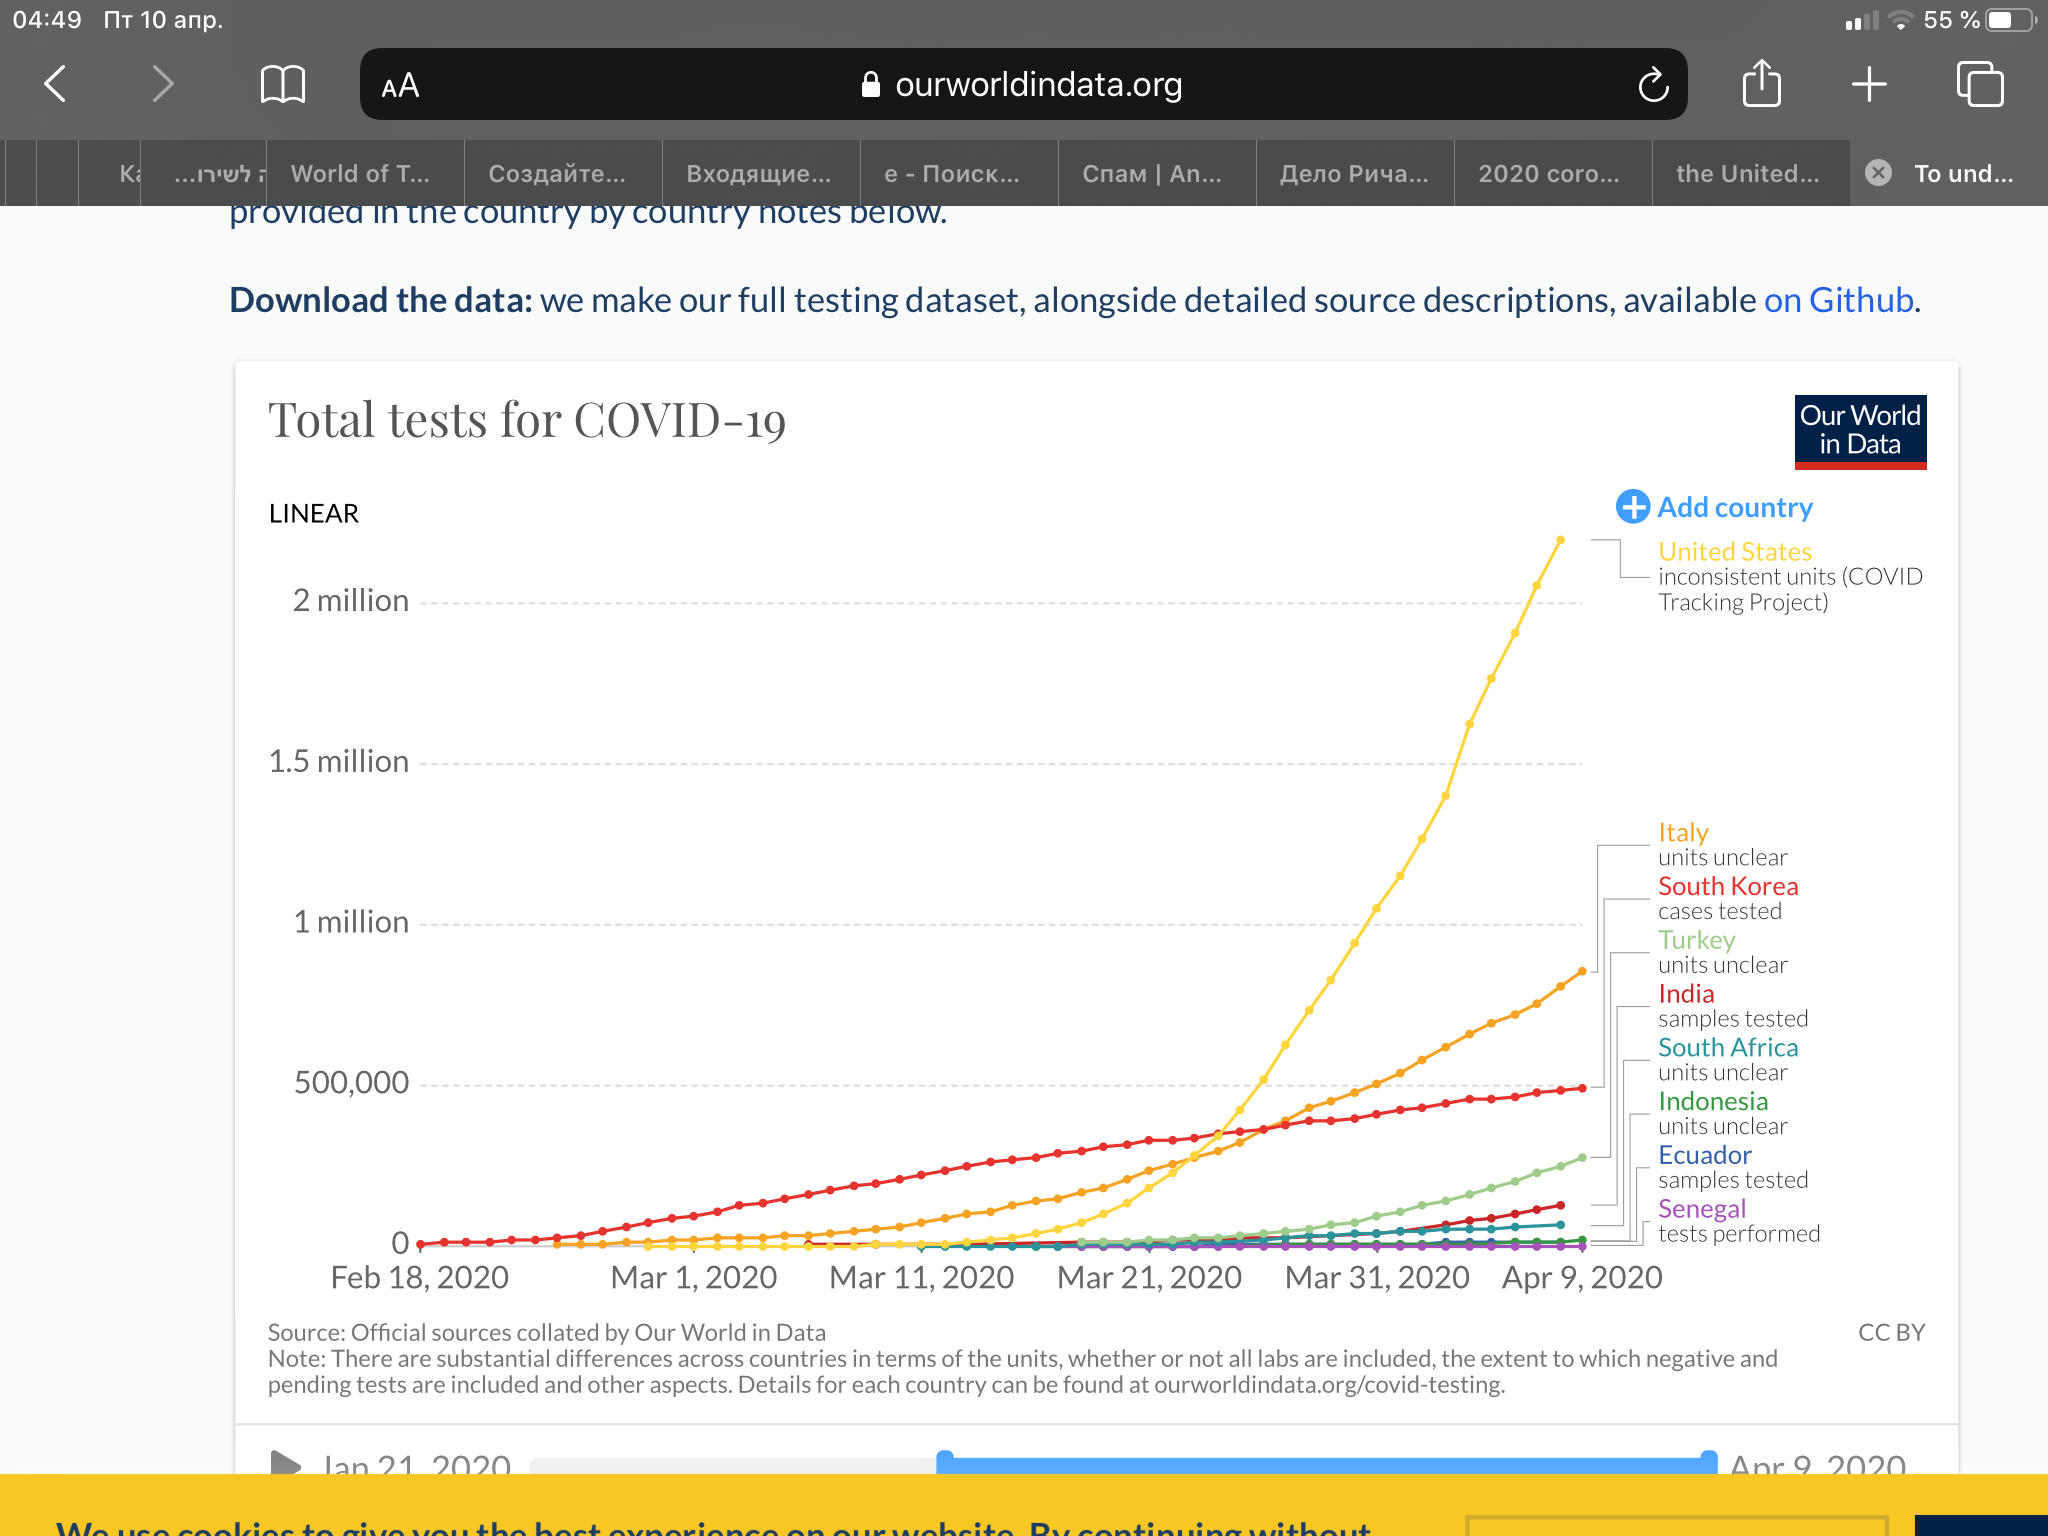 04:49 Пт 10 апр. 55 %
AA ourworldindata.org
World of T... Создайте... Входящие... е - Поиск... Спам | An... Дело Рича... 2020 coro... the United... To und...
provided in the country by country notes below.
Download the data: we make our full testing dataset, alongside detailed source descriptions, available on Github.
Total tests for COVID-19
Our World
in Data
LINEAR
Add country
United States
inconsistent units (COVID
Tracking Project)
2 million
1.5 million
1 million
500,000
0
Italy
units unclear
South Korea
cases tested
Turkey
units unclear
India
samples tested
South Africa
units unclear
Indonesia
units unclear
Ecuador
samples tested
Senegal
tests performed
Feb 18, 2020 Mar 1, 2020 Mar 11, 2020 Mar 21, 2020 Mar 31, 2020 Apr 9, 2020
Source: Official sources collated by Our World in Data
CC BY
Note: There are substantial differences across countries in terms of the units, whether or not all labs are included, the extent to which negative and
pending tests are included and other aspects. Details for each country can be found at ourworldindata.org/covid-testing.
Jan 21, 2020 Apr 9, 2020
We use cookies to give you the best experience on our website. By continuing without